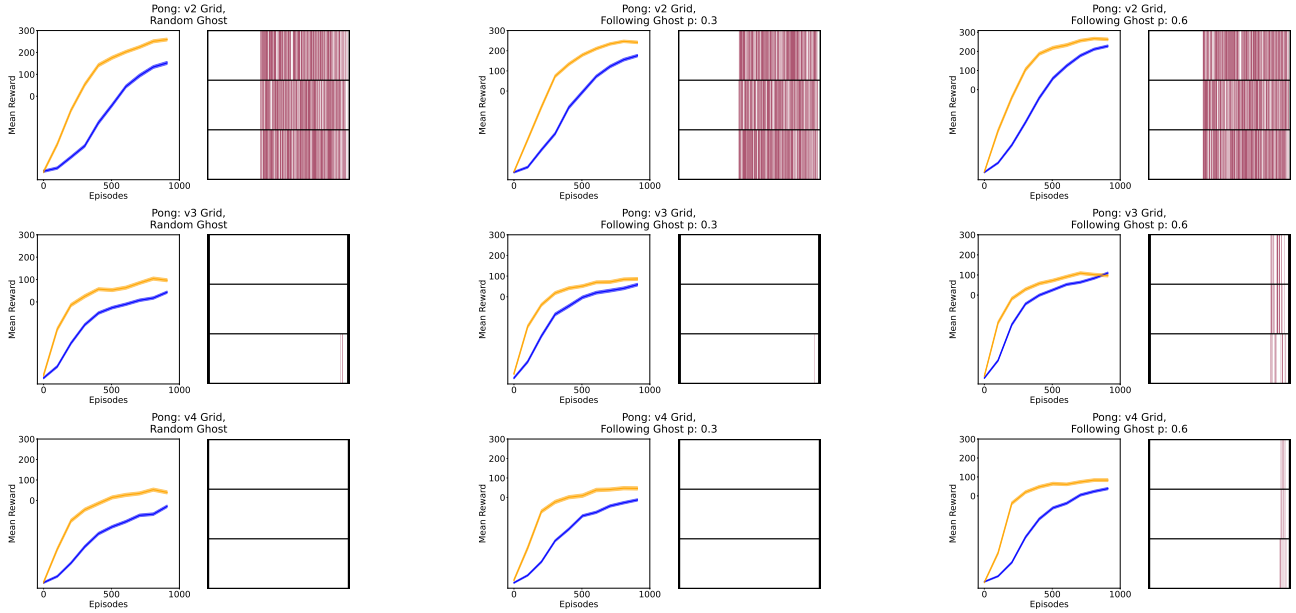 Pong: v2 Grid,
Random Ghost
300
200
100
0
Mean Reward
0
500
1000
Episodes
Pong: v2 Grid,
Following Ghost p: 0.3
300
200
100
0
Mean Reward
0
500
1000
Episodes
Pong: v2 Grid,
Following Ghost p: 0.6
300
200
100
0
Mean Reward
0
500
1000
Episodes
Pong: v3 Grid,
Random Ghost
300
200
100
0
Mean Reward
0
500
1000
Episodes
Pong: v3 Grid,
Following Ghost p: 0.3
300
200
100
0
Mean Reward
0
500
1000
Episodes
Pong: v3 Grid,
Following Ghost p: 0.6
300
200
100
0
Mean Reward
0
500
1000
Episodes
Pong: v4 Grid,
Random Ghost
300
200
100
0
Mean Reward
0
500
1000
Episodes
Pong: v4 Grid,
Following Ghost p: 0.3
300
200
100
0
Mean Reward
0
500
1000
Episodes
Pong: v4 Grid,
Following Ghost p: 0.6
300
200
100
0
Mean Reward
0
500
1000
Episodes